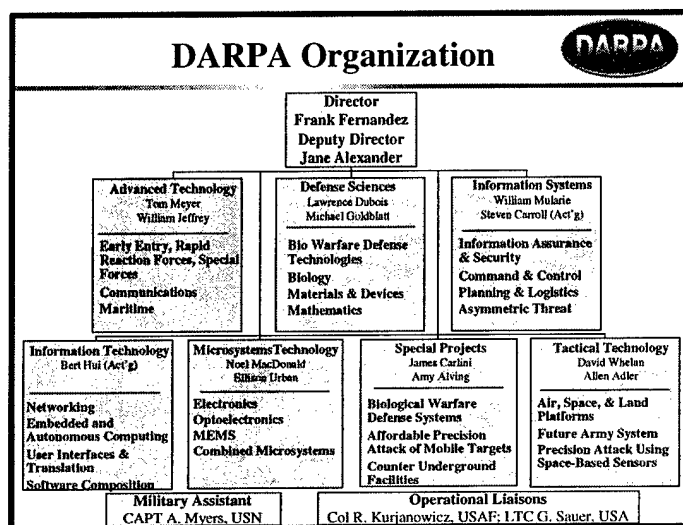 DARPA Organization
DARPA
Director
Frank Fernandez
Deputy Director
Jane Alexander
Advanced Technology
Tom Meyer
William Jeffrey
Early Entry, Rapid
Reaction Forces, Special
Forces
Communications
Maritime
Defense Sciences
Lawrence Dubois
Michael Goldblatt
Bio Warfare Defense
Technologies
Biology
Materials & Devices
Mathematics
Information Systems
William Mularie
Steven Carroll (Act'g)
Information Assurance
& Security
Command & Control
Planning & Logistics
Asymmetric Threat
Information Technology
Bert Hui (Act'g)
Networking
Embedded and
Autonomous Computing
User Interfaces &
Translation
Software Composition
Microsystems Technology
Noel MacDonald
Ellison Urban
Electronics
Optoelectronics
MEMS
Combined Microsystems
Special Projects
James Carlini
Amy Alving
Biological Warfare
Defense Systems
Affordable Precision
Attack of Mobile Targets
Counter Underground
Facilities
Tactical Technology
David Whelan
Allen Adler
Air, Space, & Land
Platforms
Future Army System
Precision Attack Using
Space-Based Sensors
Military Assistant
CAPT A. Myers, USN
Operational Liaisons
Col R. Kurjanowicz, USAF; LTC G. Sauer, USA